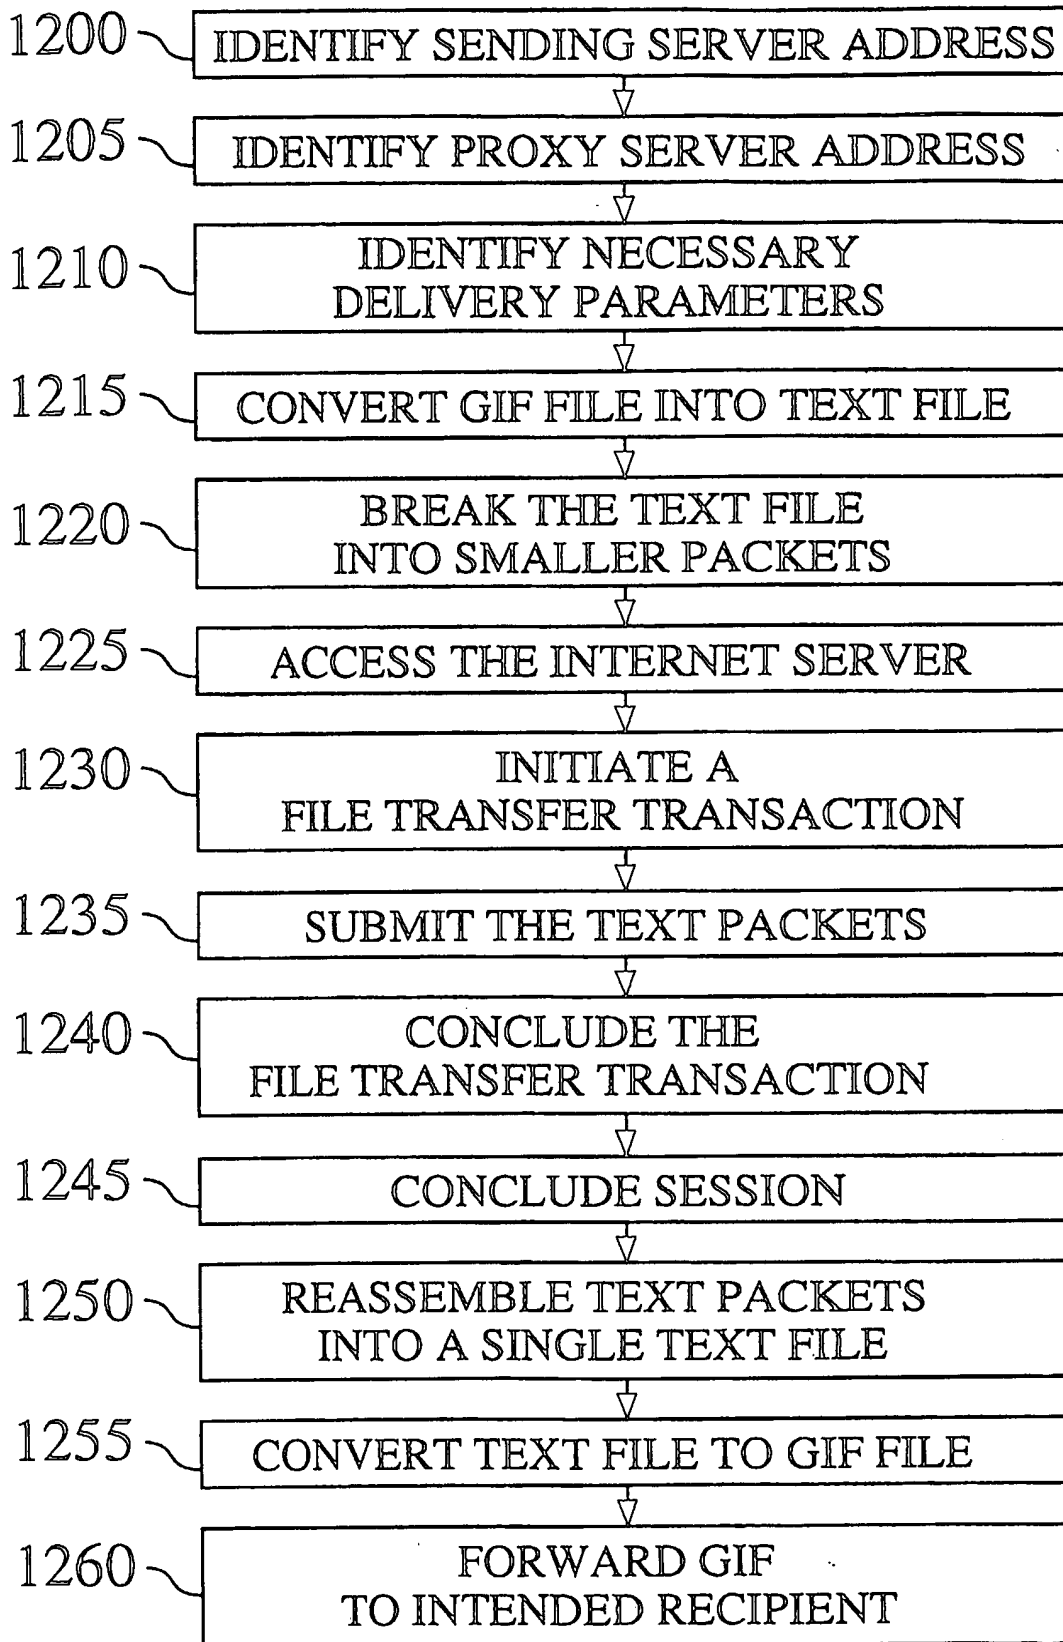 1200 IDENTIFY SENDING SERVER ADDRESS
1205 IDENTIFY PROXY SERVER ADDRESS
1210 IDENTIFY NECESSARY
DELIVERY PARAMETERS
1215 CONVERT GIF FILE INTO TEXT FILE
1220 BREAK THE TEXT FILE
INTO SMALLER PACKETS
1225 ACCESS THE INTERNET SERVER
1230 INITIATE A
FILE TRANSFER TRANSACTION
1235 SUBMIT THE TEXT PACKETS
1240 CONCLUDE THE
FILE TRANSFER TRANSACTION
1245 CONCLUDE SESSION
1250 REASSEMBLE TEXT PACKETS
INTO A SINGLE TEXT FILE
1255 CONVERT TEXT FILE TO GIF FILE
1260 FORWARD GIF
TO INTENDED RECIPIENT